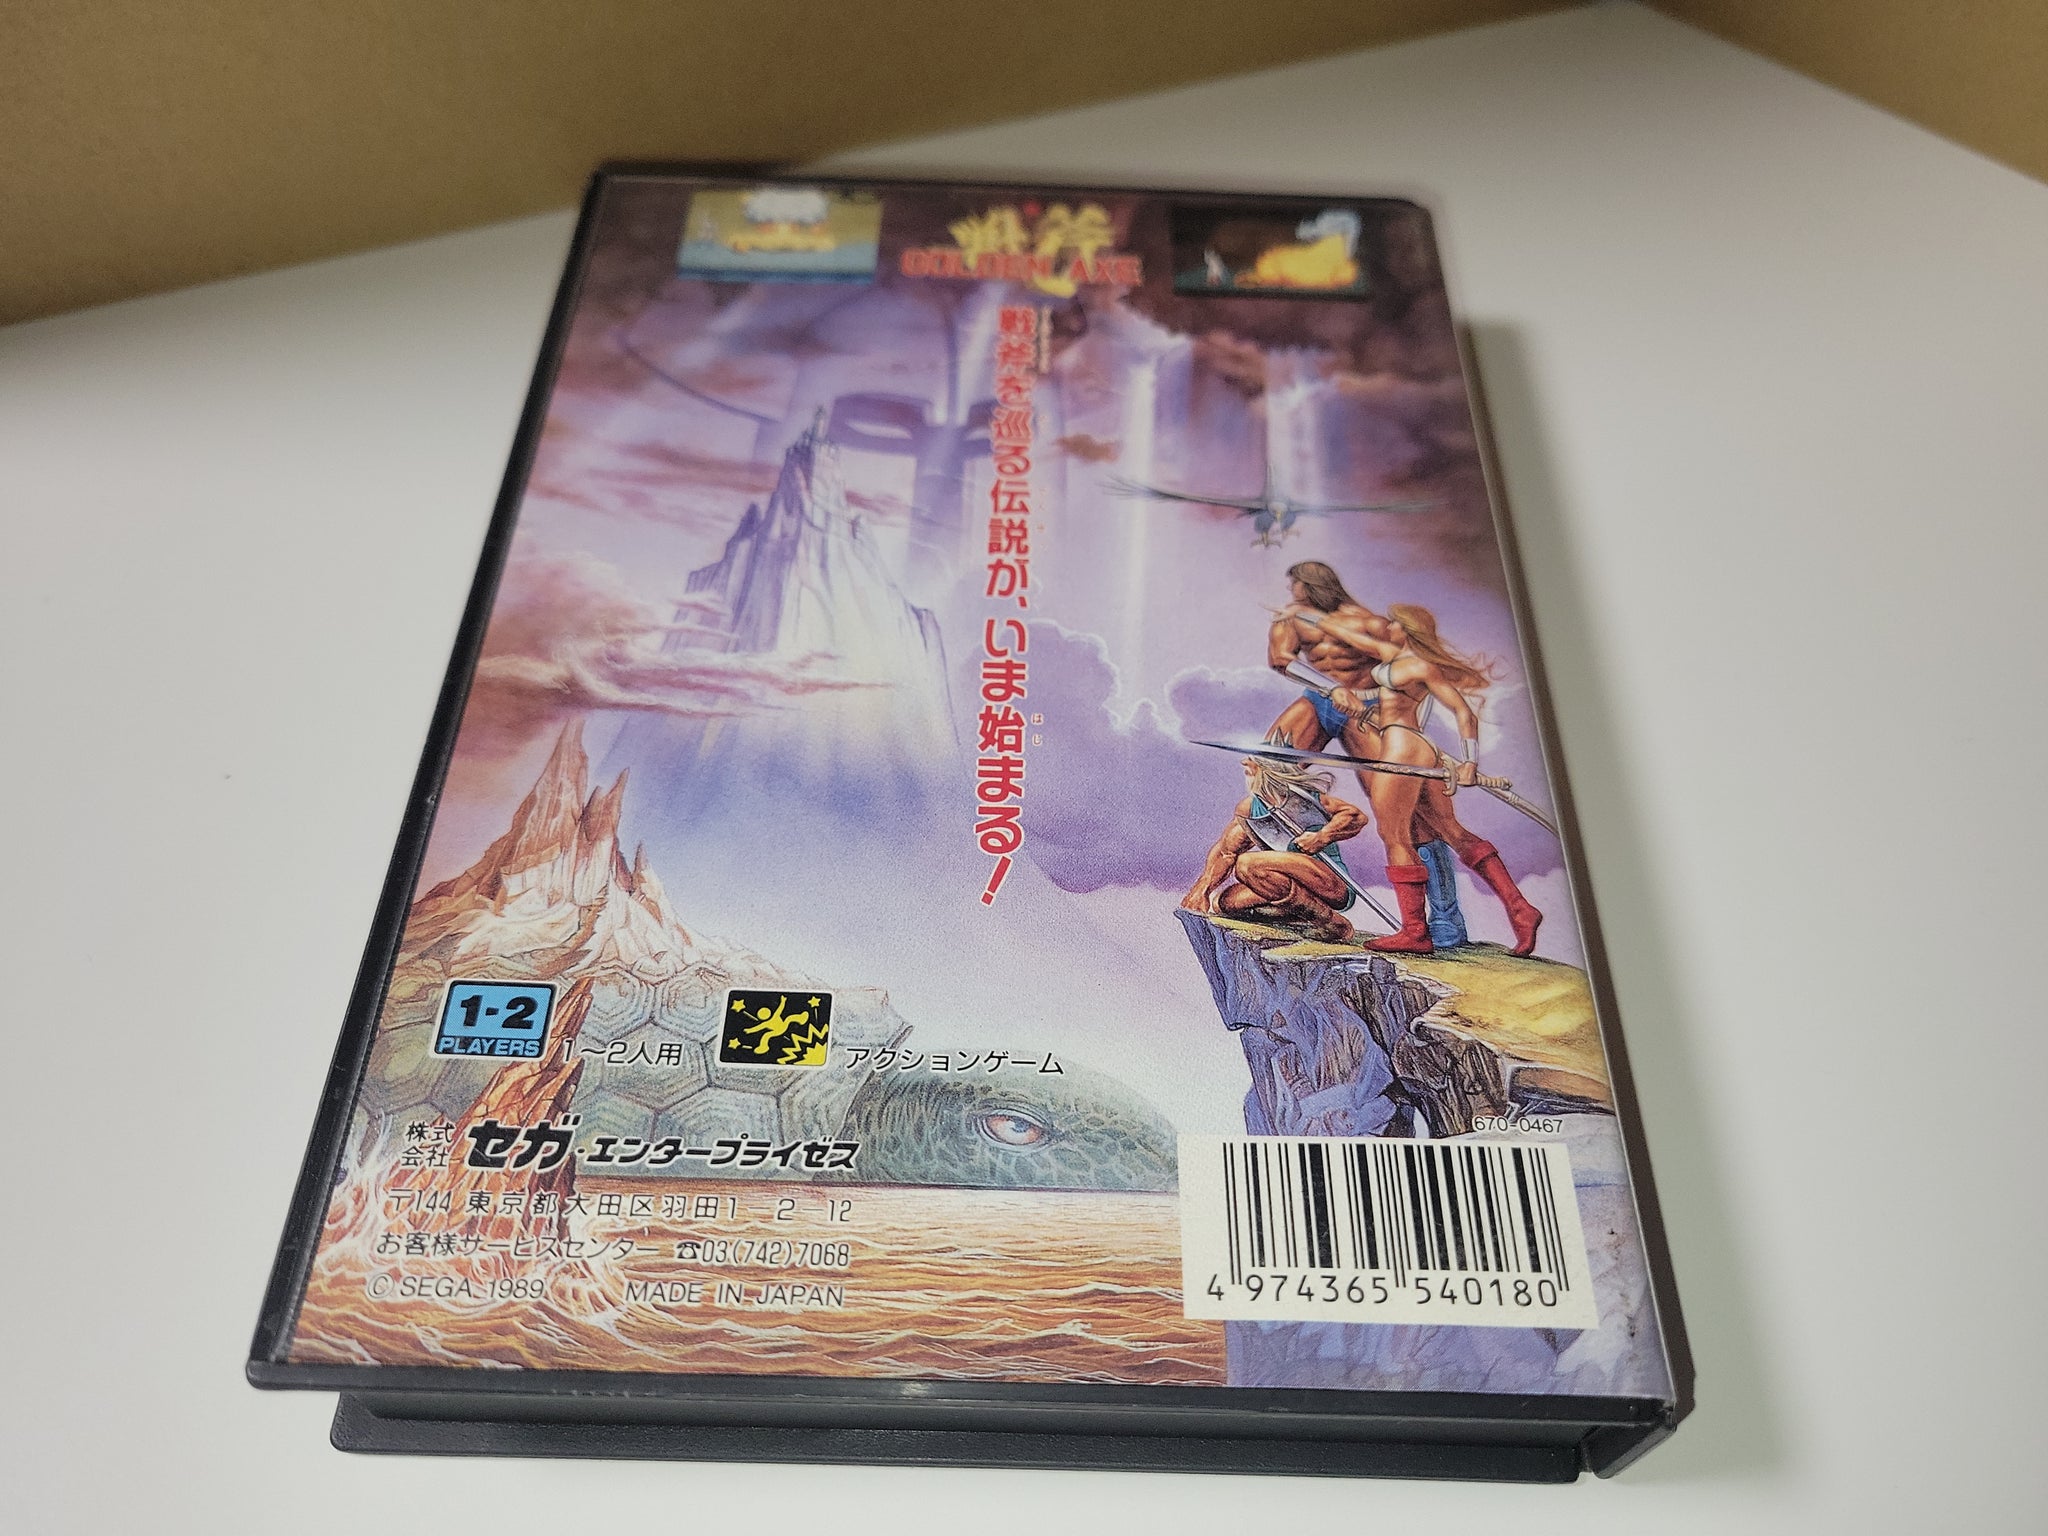 GOLDEN AXE
戦斧を巡る伝説が、いま始まる!
はじ
1-2
PLAYERS
1〜2人用
アクションゲーム
670-0467
株式会社 セガ・エンタープライゼス
〒144 東京都大田区羽田1-2-12
お客様サービスセンター ☎03(742)7068
© SEGA 1989 MADE IN JAPAN
4 974365 540180